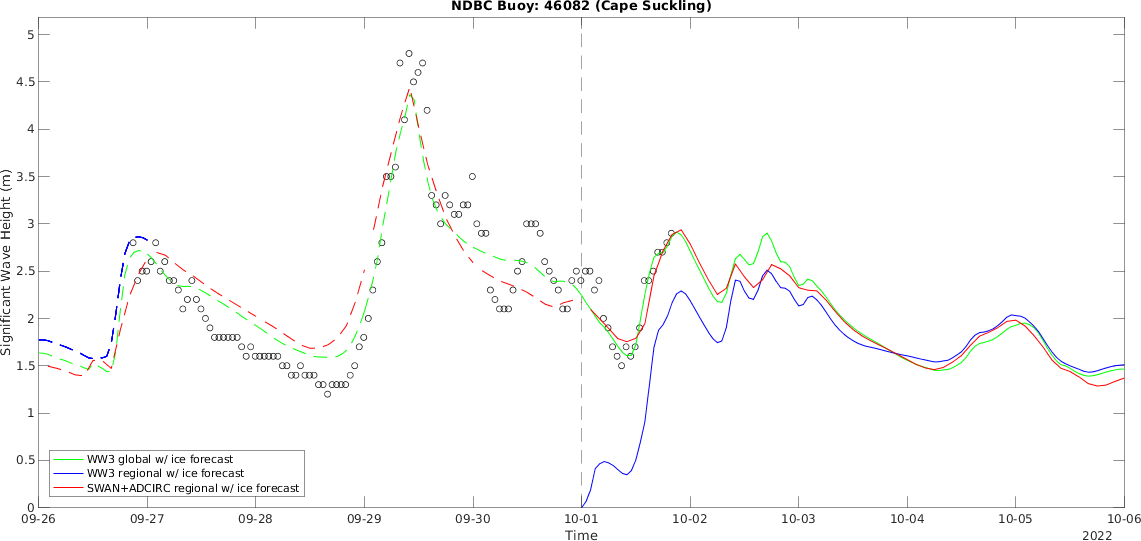 NDBC Buoy: 46082 (Cape Suckling)
5
4.5
4
3.5
3
2.5
2
1.5
1
0.5
0
Significant Wave Height (m)
WW3 global w/ ice forecast
WW3 regional w/ ice forecast
SWAN+ADCIRC regional w/ ice forecast
09-26 09-27 09-28 09-29 09-30 10-01 10-02 10-03 10-04 10-05 10-06
Time
2022